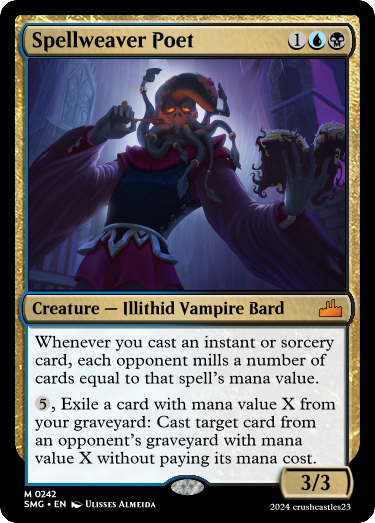 Spellweaver Poet 1
Creature — Illithid Vampire Bard
Whenever you cast an instant or sorcery
card, each opponent mills a number of
cards equal to that spell's mana value.
5, Exile a card with mana value X from
your graveyard: Cast target card from
an opponent's graveyard with mana
value X without paying its mana cost.
3/3
M 0242
SMG • EN Ulisses Almeida
2024 crushcastles23